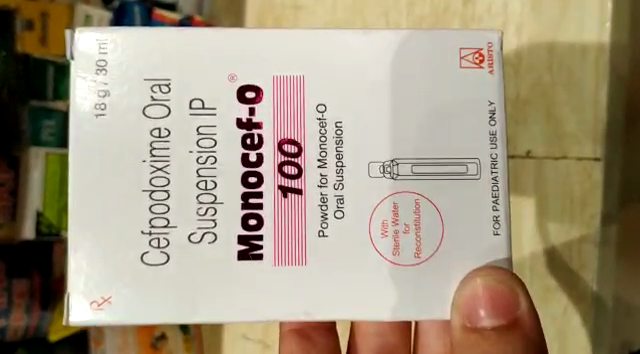 18 g / 30 ml
Rx
Cefpodoxime Oral
Suspension IP
Monocef-O®
100
Powder for Monocef-O
Oral Suspension
With
Sterile Water
for
Reconstitution
ARISTO
FOR PAEDIATRIC USE ONLY